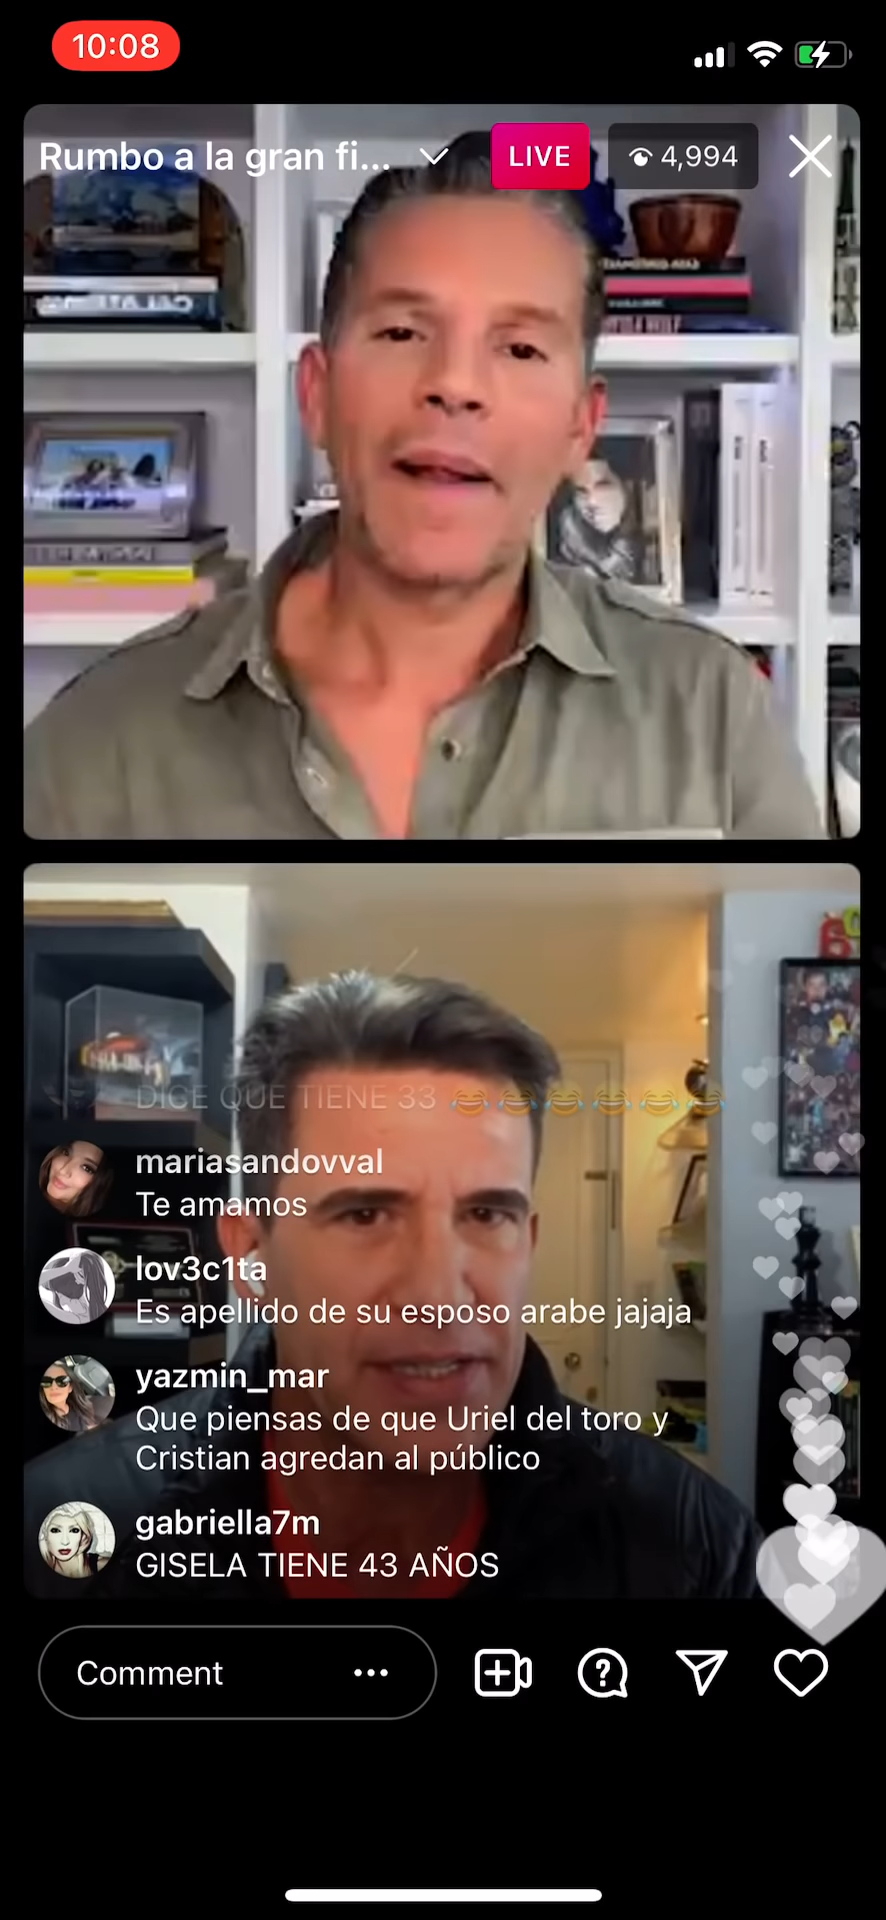 10:08
Rumbo a la gran fi...
LIVE
4,994
DICE QUE TIENE 33 😂😂😂😂😂😂
mariasandovval
Te amamos
lov3c1ta
Es apellido de su esposo arabe jajaja
yazmin_mar
Que piensas de que Uriel del toro y
Cristian agredan al público
gabriella7m
GISELA TIENE 43 AÑOS
Comment